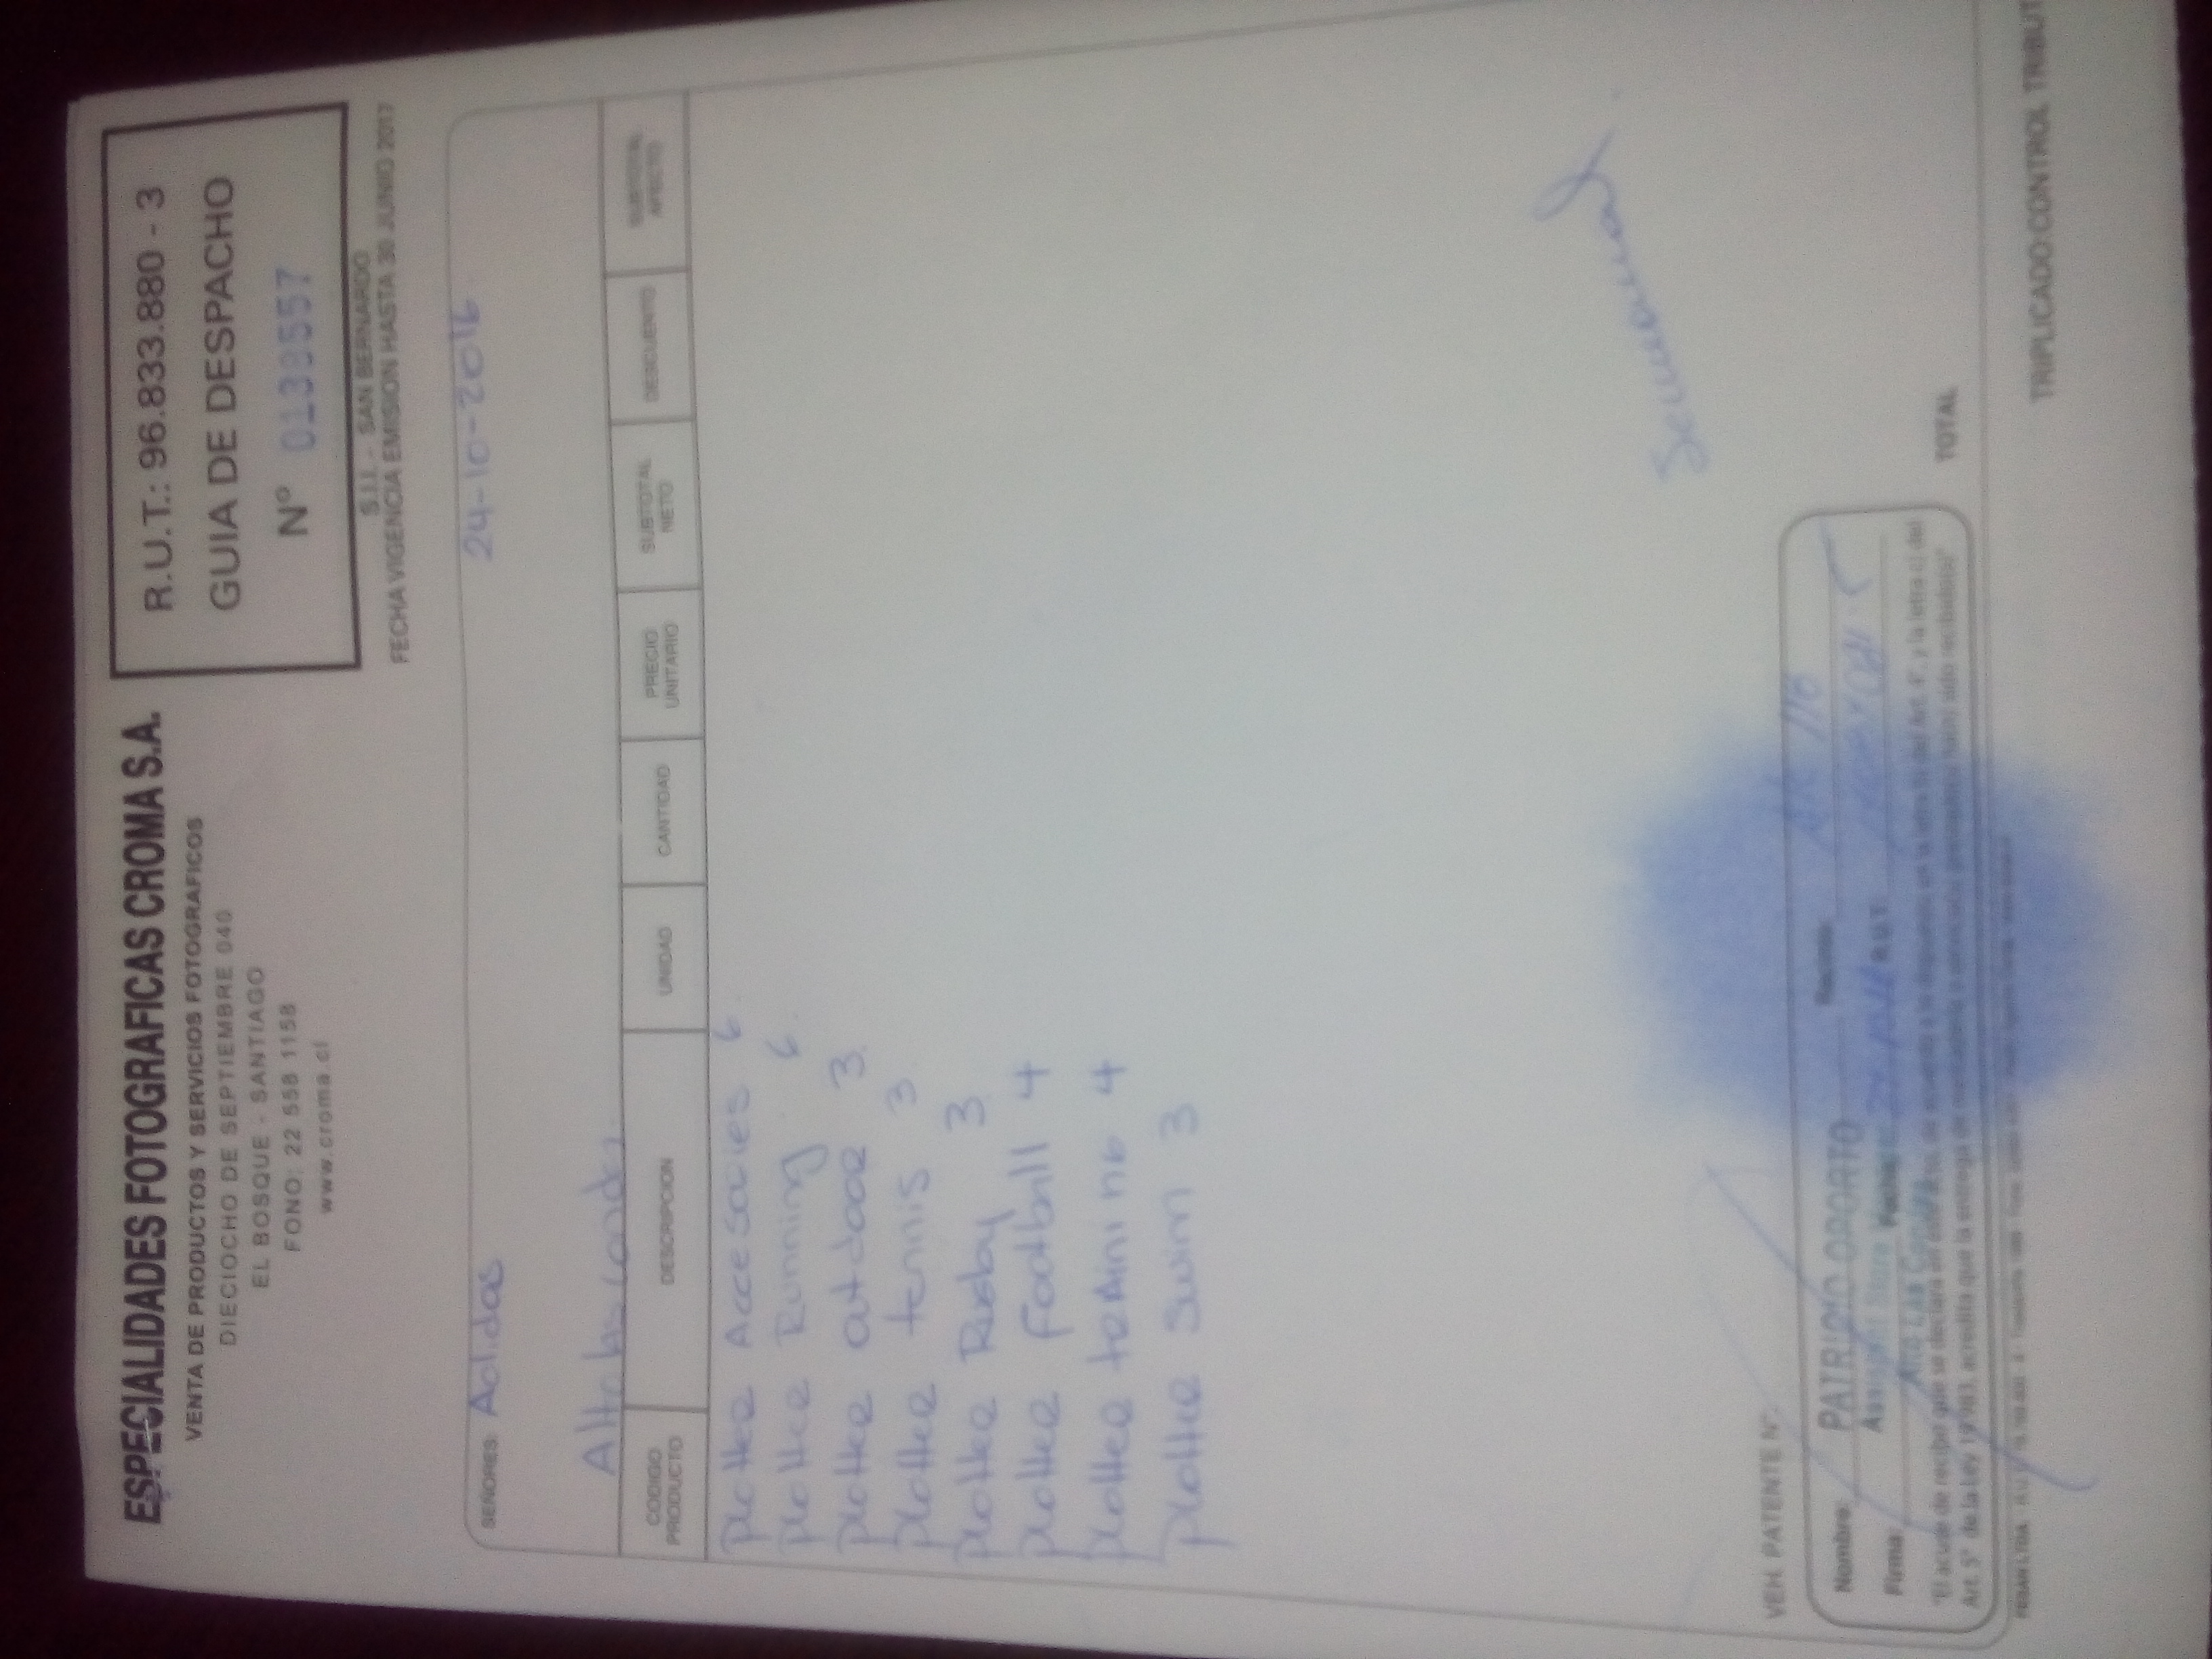 ESPECIALIDADES FOTOGRAFICAS CROMA S.A.
VENTA DE PRODUCTOS Y SERVICIOS FOTOGRAFICOS
DIECIOCHO DE SEPTIEMBRE 040
EL BOSQUE - SANTIAGO
FONO: 22 558 1158
www.croma.cl
R.U.T.: 96.833.880 - 3
GUIA DE DESPACHO
Nº 0138557
S.I.I. - SAN BERNARDO
FECHA VIGENCIA EMISION HASTA 30 JUNIO 2017
SEÑORES: Adidas
24-10-2016
Alto las condes
CODIGO PRODUCTO DESCRIPCION UNIDAD CANTIDAD PRECIO UNITARIO SUBTOTAL NETO DESCUENTO SUBTOTAL AFECTO
plotter Accesories 6
plotter Running 6
plotter outdoor 3
plotter tennis 3
plotter Rugby 3
plotter Football 4
plotter training 4
plotter swim 3
Semanal
VEH. PATENTE Nº:
Nombre: PATRICIO OPORTO Recinto:
Assistant Store Manager
Firma: Fecha: R.U.T.:
Alto Las Condes
"El acuse de recibo que se declara en este acto, de acuerdo a lo dispuesto en la letra b) del Art. 4°, y la letra c) del
Art. 5° de la Ley 19.983, acredita que la entrega de mercaderia o servicio(s) prestado(s) ha(n) sido recibido(s)"
TOTAL
TRIPLICADO:CONTROL TRIBUT